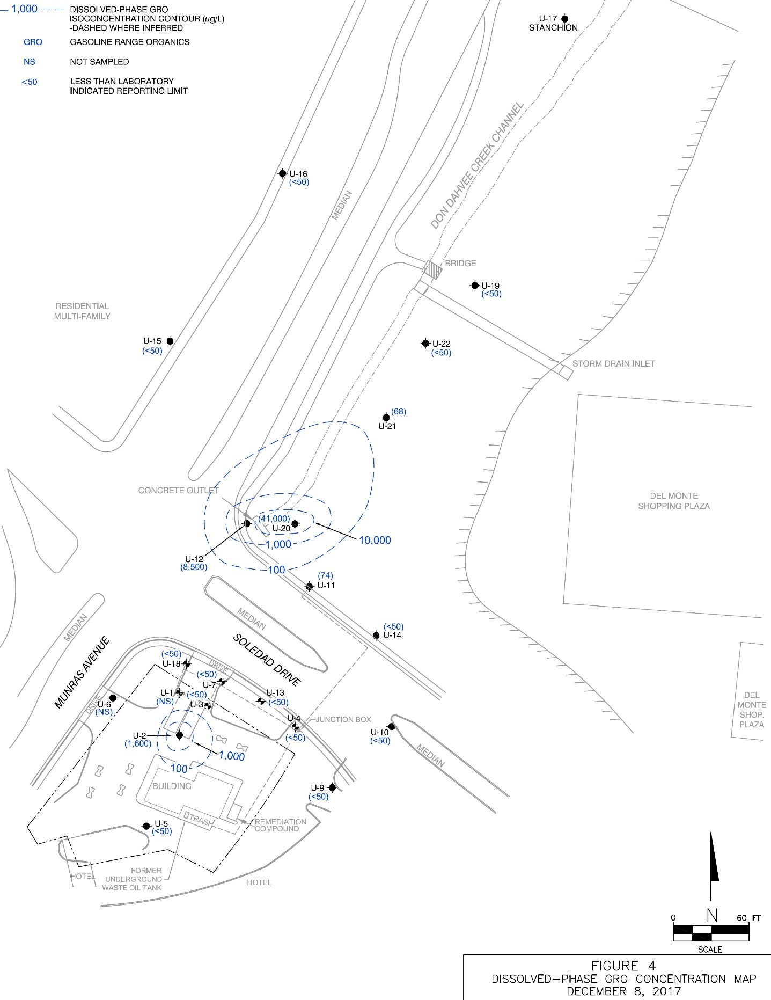 1,000
DISSOLVED-PHASE GRO
ISOCONCENTRATION CONTOUR (µg/L)
-DASHED WHERE INFERRED
GRO
GASOLINE RANGE ORGANICS
NS
NOT SAMPLED
<50
LESS THAN LABORATORY
INDICATED REPORTING LIMIT
U-17
STANCHION
DON DAHVEE CREEK CHANNEL
U-16
(<50)
MEDIAN
BRIDGE
U-19
(<50)
RESIDENTIAL
MULTI-FAMILY
U-15
(<50)
U-22
(<50)
STORM DRAIN INLET
(68)
U-21
CONCRETE OUTLET
DEL MONTE
SHOPPING PLAZA
(41,000)
U-20
10,000
1,000
U-12
(8,500)
100
(74)
U-11
MEDIAN
MEDIAN
(<50)
U-14
MUNRAS AVENUE
SOLEDAD DRIVE
(<50)
U-18
DRIVE
(<50)
U-7
U-1
(NS)
(<50)
U-3
U-13
(<50)
DRIVE
U-6
(NS)
U-4
(<50)
JUNCTION BOX
U-10
(<50)
DEL
MONTE
SHOP.
PLAZA
U-2
(1,600)
1,000
100
MEDIAN
BUILDING
U-9
(<50)
TRASH
REMEDIATION
COMPOUND
U-5
(<50)
FORMER
UNDERGROUND
WASTE OIL TANK
HOTEL
HOTEL
N
0
60 FT
SCALE
FIGURE 4
DISSOLVED-PHASE GRO CONCENTRATION MAP
DECEMBER 8, 2017